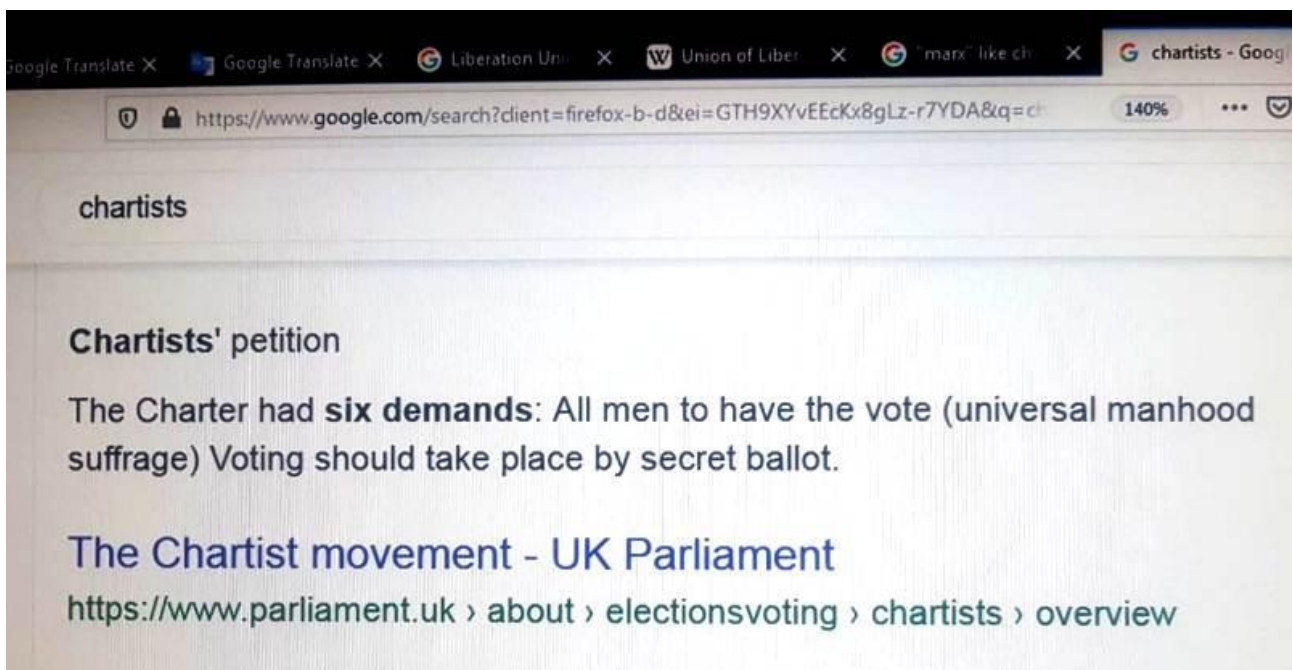 Google Translate
Google Translate
Liberation Un
Union of Liber
"marx" like ch
chartists - Googl
https://www.google.com/search?client=firefox-b-d&ei=GTH9XYvEEcKx8gLz-r7YDA&q=ch
140%
chartists
Chartists' petition
The Charter had six demands: All men to have the vote (universal manhood
suffrage) Voting should take place by secret ballot.
The Chartist movement - UK Parliament
https://www.parliament.uk › about › electionsvoting › chartists › overview